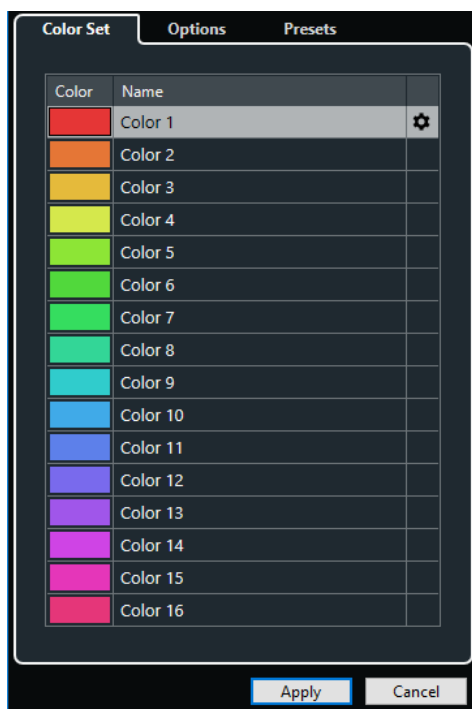 Color Set Options Presets
Color Name
Color 1
Color 2
Color 3
Color 4
Color 5
Color 6
Color 7
Color 8
Color 9
Color 10
Color 11
Color 12
Color 13
Color 14
Color 15
Color 16
Apply Cancel